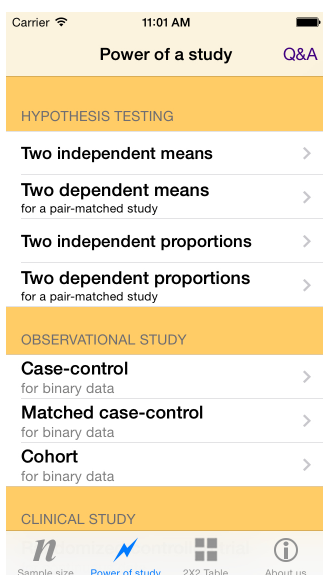 Carrier 11:01 AM
Power of a study Q&A
HYPOTHESIS TESTING
Two independent means
Two dependent means
for a pair-matched study
Two independent proportions
Two dependent proportions
for a pair-matched study
OBSERVATIONAL STUDY
Case-control
for binary data
Matched case-control
for binary data
Cohort
for binary data
CLINICAL STUDY
n
Sample size Power of study 2X2 Table About us